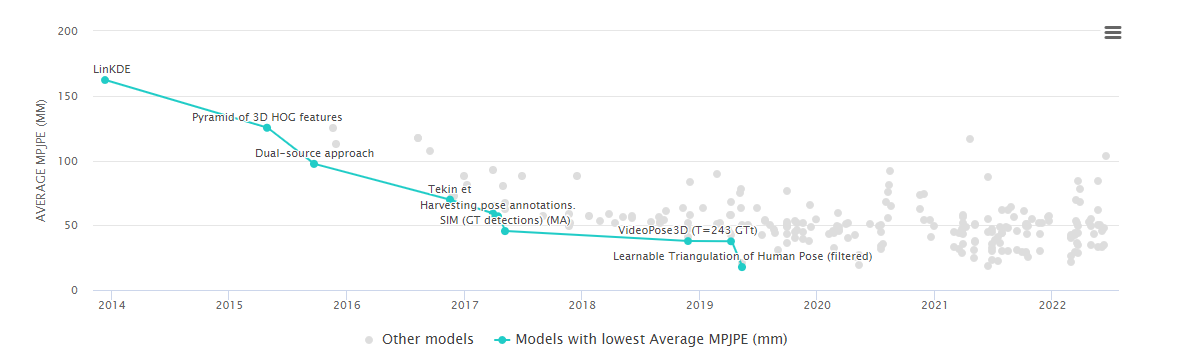 200
150
100
50
0
AVERAGE MPJPE (MM)
LinKDE
Pyramid of 3D HOG features
Dual-source approach
Tekin et
Harvesting pose annotations.
SIM (GT detections) (MA)
VideoPose3D (T=243 GTt)
Learnable Triangulation of Human Pose (filtered)
2014 2015 2016 2017 2018 2019 2020 2021 2022
Other models Models with lowest Average MPJPE (mm)